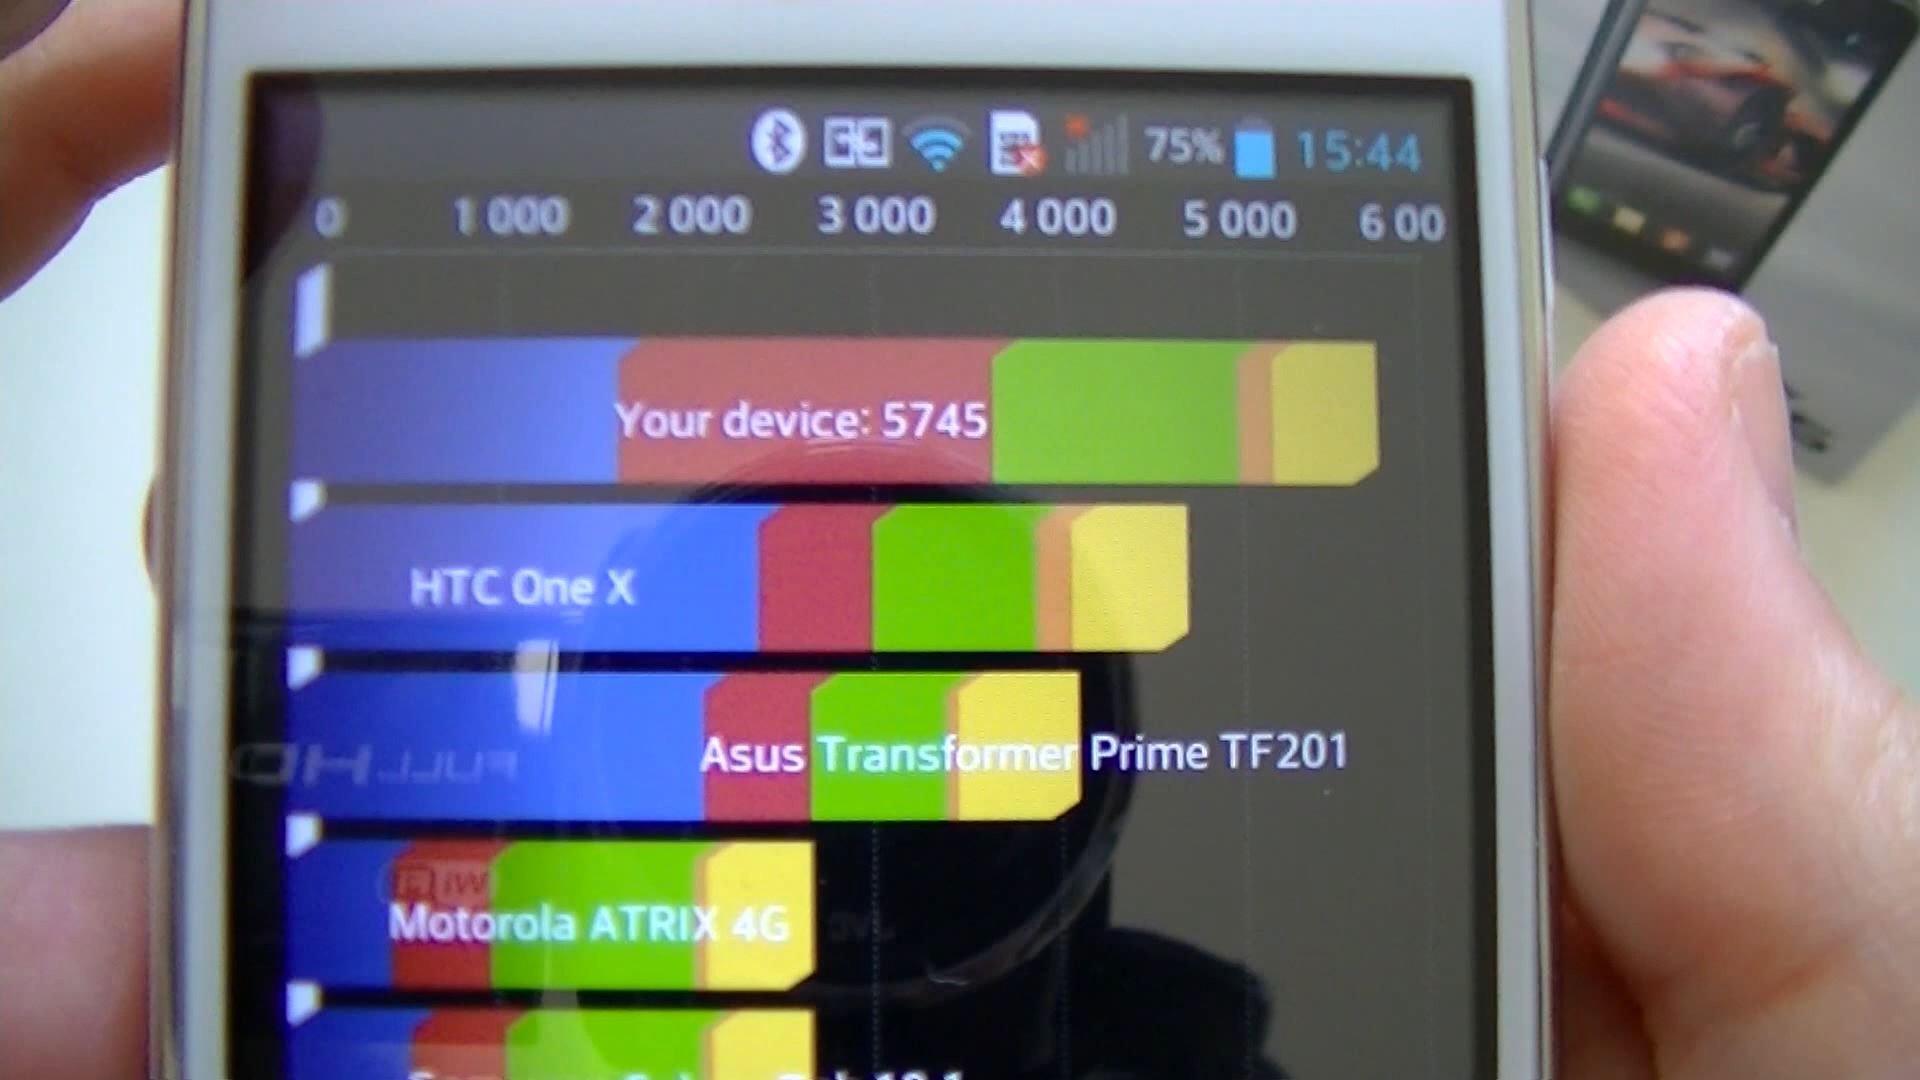 75% 15:44
0 1 000 2 000 3 000 4 000 5 000 6 00
Your device: 5745
HTC One X
Asus Transformer Prime TF201
Motorola ATRIX 4G